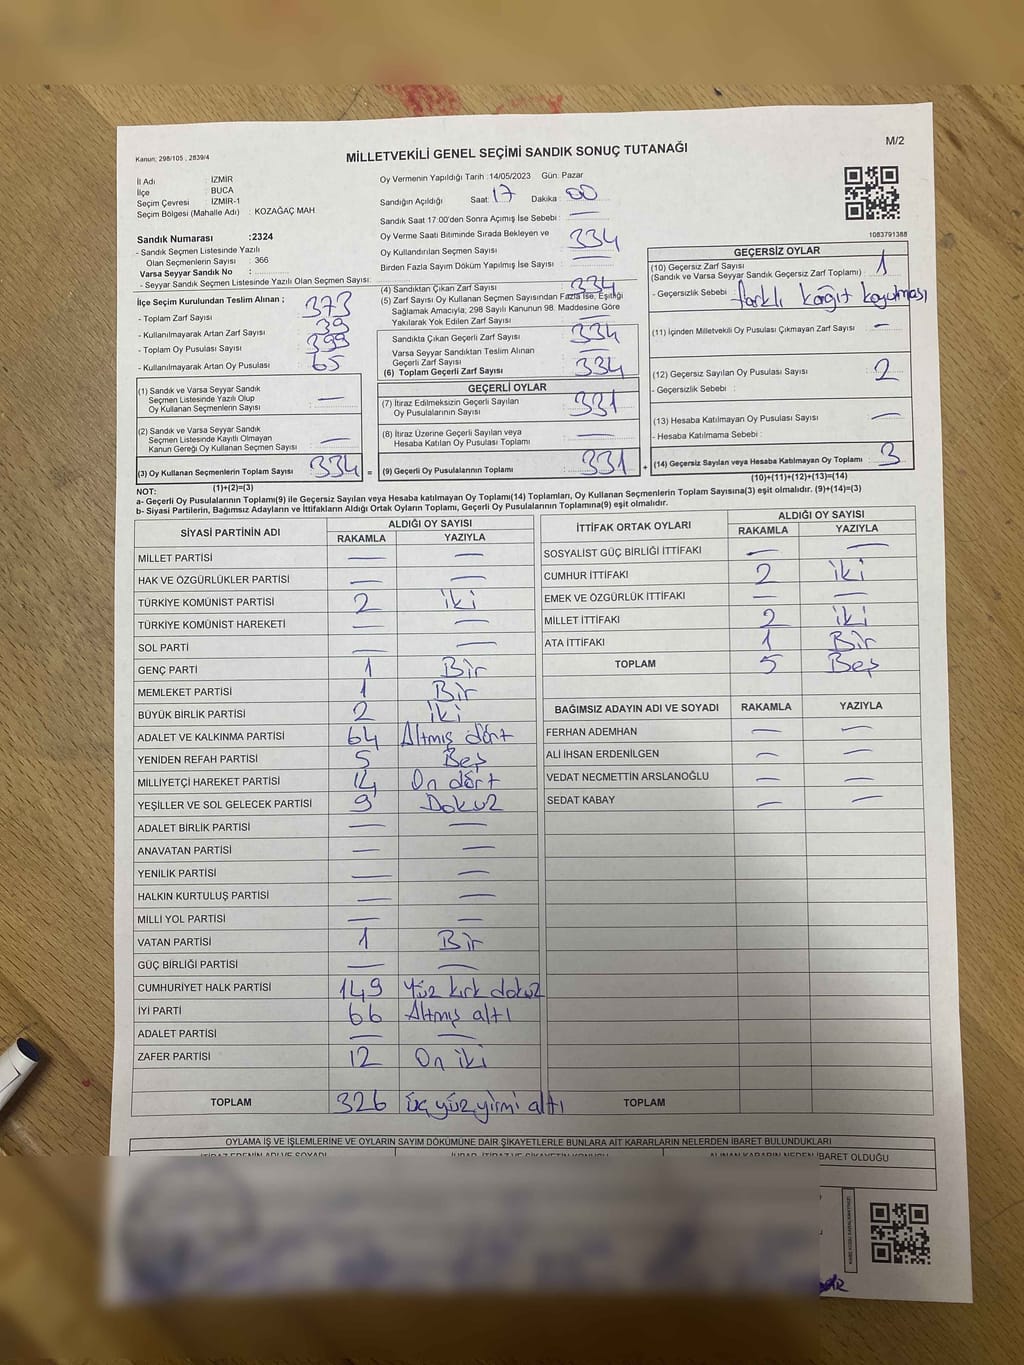 Kanun; 298/105 , 2839/4
MİLLETVEKİLİ GENEL SEÇİMİ SANDIK SONUÇ TUTANAĞI
M/2
İl Adı : İZMİR
İlçe : BUCA
Seçim Çevresi : İZMİR-1
Seçim Bölgesi (Mahalle Adı) : KOZAĞAÇ MAH
Sandık Numarası :2324
- Sandık Seçmen Listesinde Yazılı
Olan Seçmenlerin Sayısı : 366
Varsa Seyyar Sandık No :
- Seyyar Sandık Seçmen Listesinde Yazılı Olan Seçmen Sayısı:
İlçe Seçim Kurulundan Teslim Alınan ;
- Toplam Zarf Sayısı : 373
- Kullanılmayarak Artan Zarf Sayısı : 39
- Toplam Oy Pusulası Sayısı : 399
- Kullanılmayarak Artan Oy Pusulası : 65
(1) Sandık ve Varsa Seyyar Sandık
Seçmen Listesinde Yazılı Olup
Oy Kullanan Seçmenlerin Sayısı : —
(2) Sandık ve Varsa Seyyar Sandık
Seçmen Listesinde Kayıtlı Olmayan
Kanun Gereği Oy Kullanan Seçmen Sayısı : —
(3) Oy Kullanan Seçmenlerin Toplam Sayısı : 334 =
(1)+(2)=(3)
Oy Vermenin Yapıldığı Tarih :14/05/2023 Gün: Pazar
Sandığın Açıldığı Saat: 17 Dakika : 00
Sandık Saat 17:00'den Sonra Açımış İse Sebebi : —
Oy Verme Saati Bitiminde Sırada Bekleyen ve
Oy Kullandırılan Seçmen Sayısı : 334
Birden Fazla Sayım Döküm Yapılmış İse Sayısı : —
(4) Sandıktan Çıkan Zarf Sayısı : 334
(5) Zarf Sayısı Oy Kullanan Seçmen Sayısından Fazla İse, Eşitliği
Sağlamak Amacıyla; 298 Sayılı Kanunun 98. Maddesine Göre
Yakılarak Yok Edilen Zarf Sayısı : —
Sandıkta Çıkan Geçerli Zarf Sayısı : 334
Varsa Seyyar Sandıktan Teslim Alınan
Geçerli Zarf Sayısı : —
(6) Toplam Geçerli Zarf Sayısı : 334
GEÇERLİ OYLAR
(7) İtiraz Edilmeksizin Geçerli Sayılan
Oy Pusulalarının Sayısı : 331
(8) İtiraz Üzerine Geçerli Sayılan veya
Hesaba Katılan Oy Pusulası Toplamı : —
(9) Geçerli Oy Pusulalarının Toplamı : 331 +
1083791388
GEÇERSİZ OYLAR
(10) Geçersiz Zarf Sayısı
(Sandık ve Varsa Seyyar Sandık Geçersiz Zarf Toplamı) : 1
- Geçersizlik Sebebi : farklı kağıt koyulması
(11) İçinden Milletvekili Oy Pusulası Çıkmayan Zarf Sayısı : —
(12) Geçersiz Sayılan Oy Pusulası Sayısı : 2
- Geçersizlik Sebebi :
(13) Hesaba Katılmayan Oy Pusulası Sayısı : —
- Hesaba Katılmama Sebebi :
(14) Geçersiz Sayılan veya Hesaba Katılmayan Oy Toplamı : 3
(10)+(11)+(12)+(13)=(14)
NOT:
a- Geçerli Oy Pusulalarının Toplamı(9) ile Geçersiz Sayılan veya Hesaba katılmayan Oy Toplamı(14) Toplamları, Oy Kullanan Seçmenlerin Toplam Sayısına(3) eşit olmalıdır. (9)+(14)=(3)
b- Siyasi Partilerin, Bağımsız Adayların ve İttifakların Aldığı Ortak Oyların Toplamı, Geçerli Oy Pusulalarının Toplamına(9) eşit olmalıdır.
SİYASİ PARTİNİN ADI ALDIĞI OY SAYISI
RAKAMLA YAZIYLA
MİLLET PARTİSİ — —
HAK VE ÖZGÜRLÜKLER PARTİSİ — —
TÜRKİYE KOMÜNİST PARTİSİ 2 iki
TÜRKİYE KOMÜNİST HAREKETİ — —
SOL PARTİ — —
GENÇ PARTİ 1 Bir
MEMLEKET PARTİSİ 1 Bir
BÜYÜK BİRLİK PARTİSİ 2 iki
ADALET VE KALKINMA PARTİSİ 64 Altmış dört
YENİDEN REFAH PARTİSİ 5 Beş
MİLLİYETÇİ HAREKET PARTİSİ 14 On dört
YEŞİLLER VE SOL GELECEK PARTİSİ 9 Dokuz
ADALET BİRLİK PARTİSİ — —
ANAVATAN PARTİSİ — —
YENİLİK PARTİSİ — —
HALKIN KURTULUŞ PARTİSİ — —
MİLLİ YOL PARTİSİ — —
VATAN PARTİSİ 1 Bir
GÜÇ BİRLİĞİ PARTİSİ — —
CUMHURİYET HALK PARTİSİ 149 Yüz kırk dokuz
İYİ PARTİ 66 Altmış altı
ADALET PARTİSİ — —
ZAFER PARTİSİ 12 On iki
TOPLAM 326 üç yüz yirmi altı
İTTİFAK ORTAK OYLARI ALDIĞI OY SAYISI
RAKAMLA YAZIYLA
SOSYALİST GÜÇ BİRLİĞİ İTTİFAKI — —
CUMHUR İTTİFAKI 2 iki
EMEK VE ÖZGÜRLÜK İTTİFAKI — —
MİLLET İTTİFAKI 2 iki
ATA İTTİFAKI 1 Bir
TOPLAM 5 Beş
BAĞIMSIZ ADAYIN ADI VE SOYADI RAKAMLA YAZIYLA
FERHAN ADEMHAN — —
ALİ İHSAN ERDENİLGEN — —
VEDAT NECMETTİN ARSLANOĞLU — —
SEDAT KABAY — —
TOPLAM
OYLAMA İŞ VE İŞLEMLERİNE VE OYLARIN SAYIM DÖKÜMÜNE DAİR ŞİKAYETLERLE BUNLARA AİT KARARLARIN NELERDEN İBARET BULUNDUKLARI
İTİRAZ EDENİN ADI VE SOYADI
ALINAN KARARIN NEDEN İBARET OLDUĞU